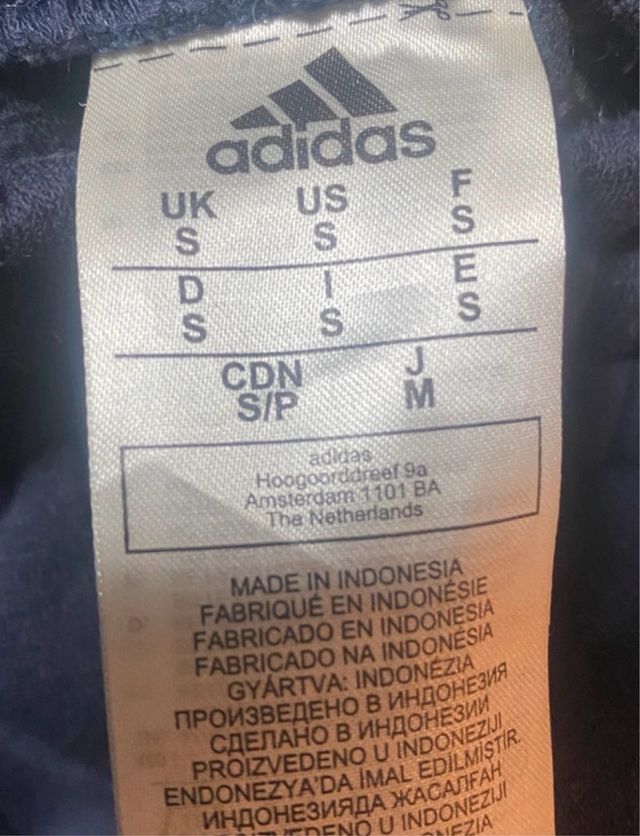 adidas
UK US F
S S S
D I E
S S S
CDN J
S/P M
adidas
Hoogoorddreef 9a
Amsterdam 1101 BA
The Netherlands
MADE IN INDONESIA
FABRIQUÉ EN INDONÉSIE
FABRICADO EN INDONESIA
FABRICADO NA INDONÉSIA
GYÁRTVA: INDONÉZIA
ПРОИЗВЕДЕНО В ИНДОНЕЗИЯ
СДЕЛАНО В ИНДОНЕЗИИ
PROIZVEDENO U INDONEZIJI
ENDONEZYA'DA İMAL EDİLMİŞTİR.
ИНДОНЕЗИЯДА ЖАСАЛҒАН
U INDONEZIJI